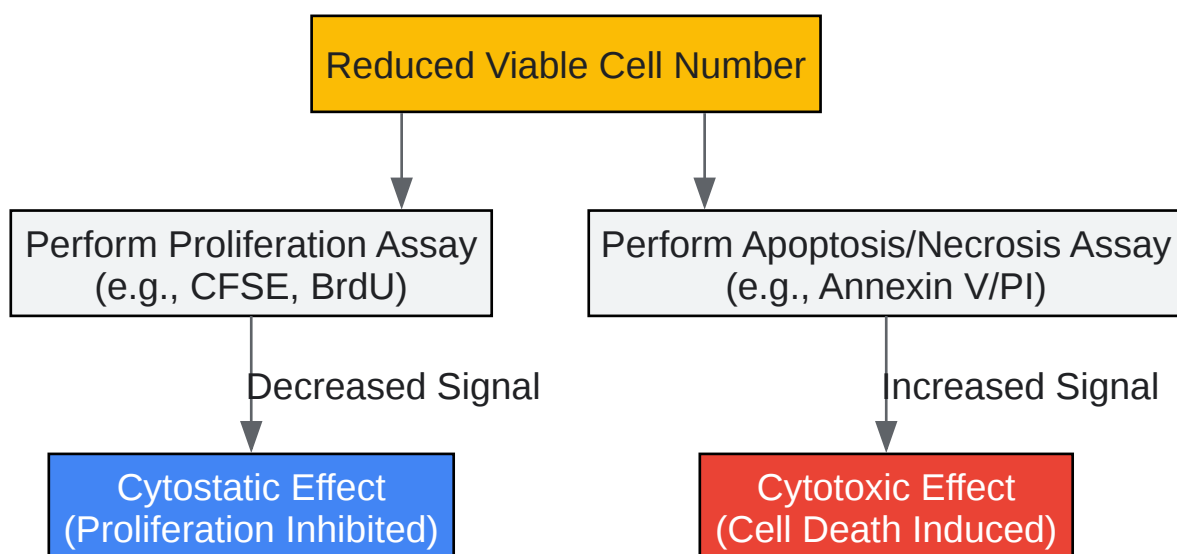 Reduced Viable Cell Number
Perform Proliferation Assay
(e.g., CFSE, BrdU)
Perform Apoptosis/Necrosis Assay
(e.g., Annexin V/PI)
Decreased Signal
Increased Signal
Cytostatic Effect
(Proliferation Inhibited)
Cytotoxic Effect
(Cell Death Induced)